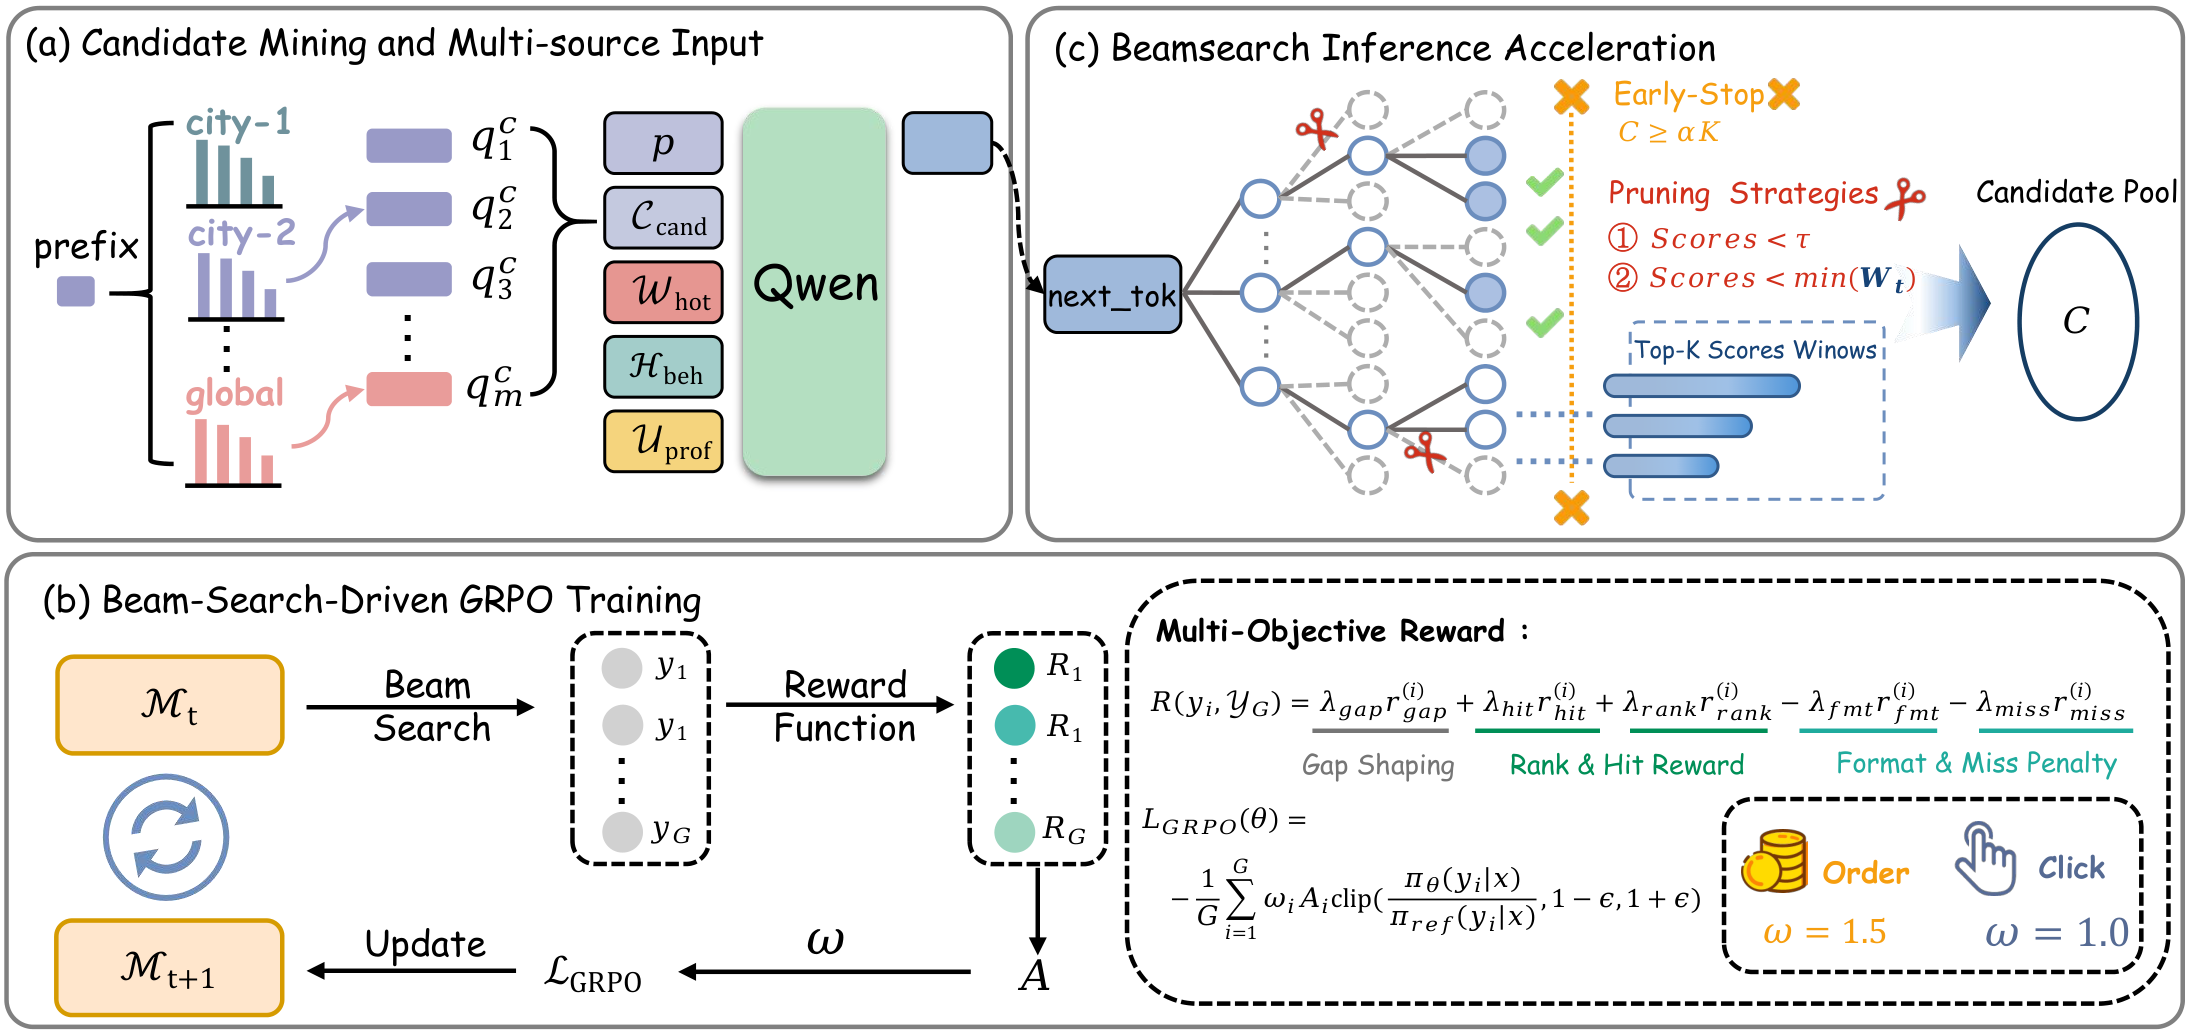 (a) Candidate Mining and Multi-source Input
prefix
city-1
city-2
global
q_1^c
q_2^c
q_3^c
q_m^c
p
𝒞_cand
𝒲_hot
ℋ_beh
𝒰_prof
Qwen
(c) Beamsearch Inference Acceleration
next_tok
Early-Stop
C ≥ αK
Pruning Strategies
① Scores < τ
② Scores < min(W_t)
Top-K Scores Winows
Candidate Pool
C
(b) Beam-Search-Driven GRPO Training
ℳ_t
Beam
Search
y_1
y_1
y_G
Reward
Function
R_1
R_1
R_G
A
ω
ℒ_GRPO
Update
ℳ_t+1
Multi-Objective Reward :
R(y_i, 𝒴_G) = λ_gap r_gap^(i) + λ_hit r_hit^(i) + λ_rank r_rank^(i) − λ_fmt r_fmt^(i) − λ_miss r_miss^(i)
Gap Shaping Rank & Hit Reward Format & Miss Penalty
L_GRPO(θ) =
− 1/G ∑_{i=1}^{G} ω_i A_i clip( π_θ(y_i|x) / π_ref(y_i|x) , 1 − ϵ, 1 + ϵ)
Order
ω = 1.5
Click
ω = 1.0